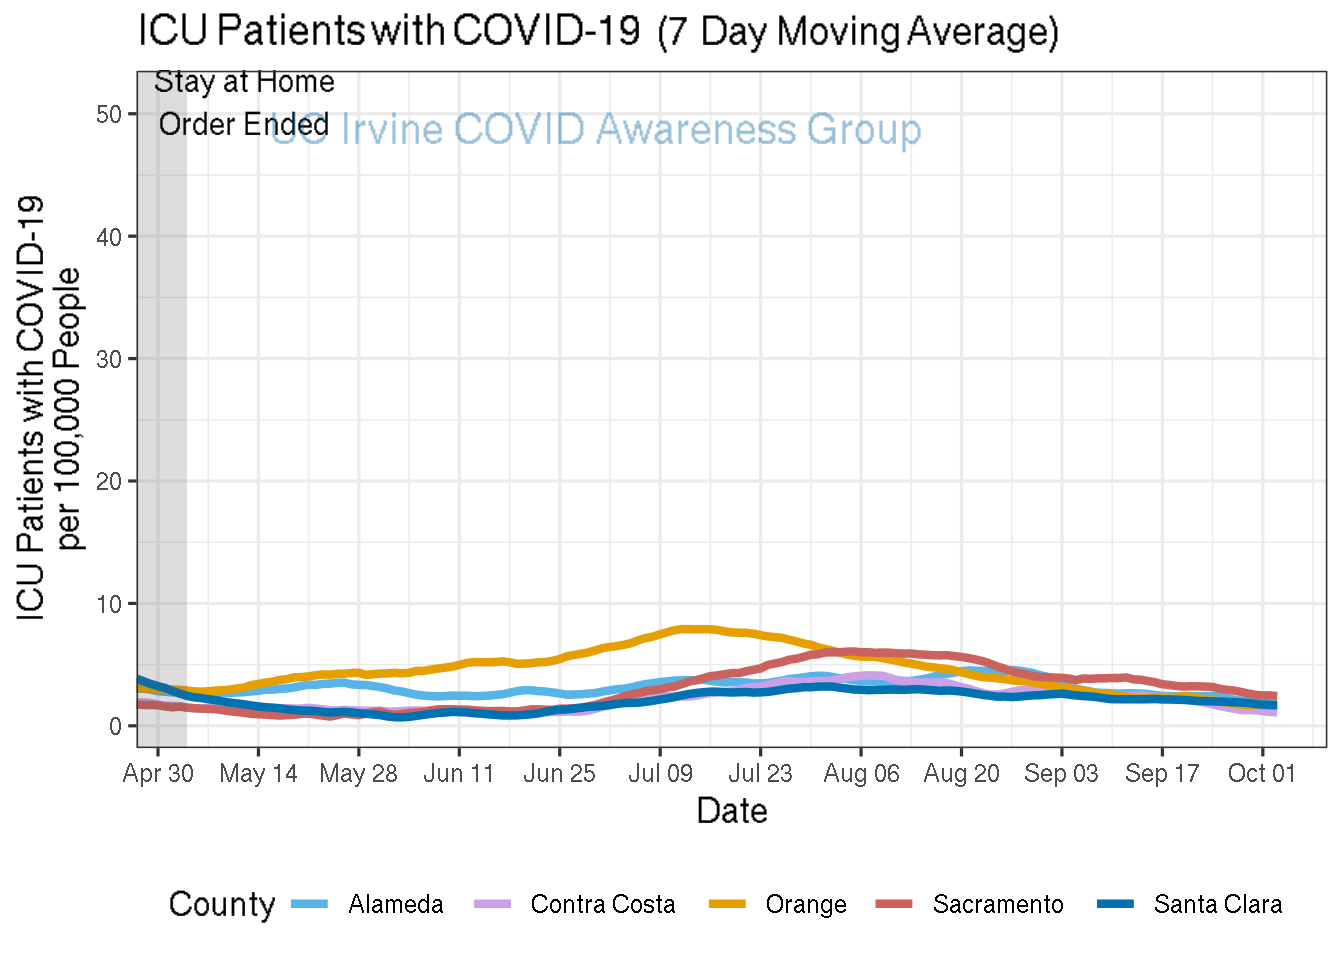 ICU Patients with COVID-19 (7 Day Moving Average)
Stay at Home
Order Ended
UC Irvine COVID Awareness Group
ICU Patients with COVID-19
per 100,000 People
50
40
30
20
10
0
Apr 30 May 14 May 28 Jun 11 Jun 25 Jul 09 Jul 23 Aug 06 Aug 20 Sep 03 Sep 17 Oct 01
Date
County Alameda Contra Costa Orange Sacramento Santa Clara